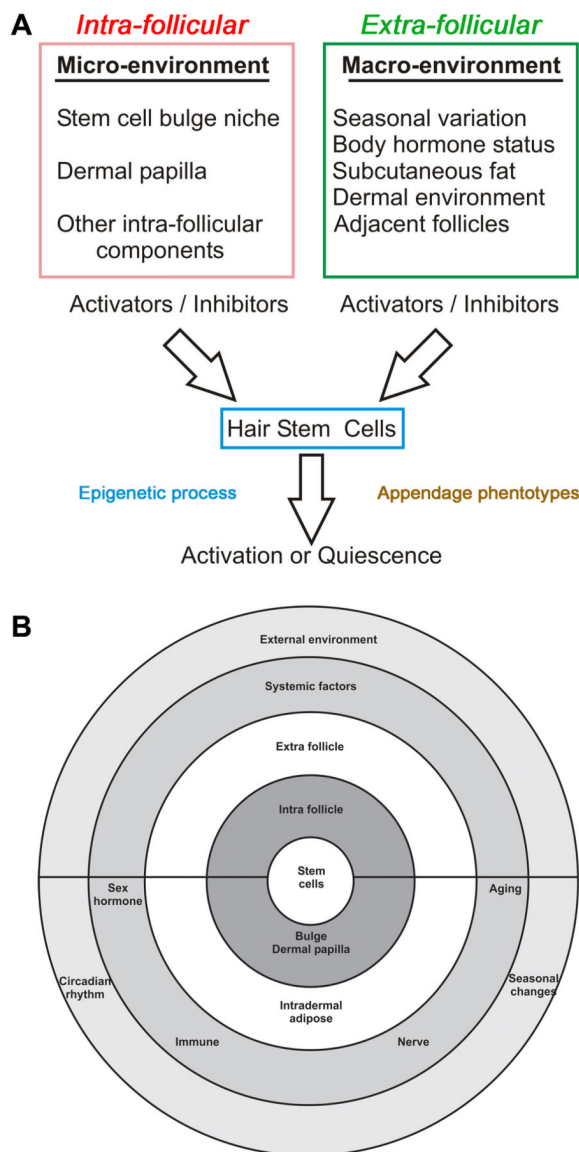 A
Intra-follicular
Extra-follicular
Micro-environment
Stem cell bulge niche
Dermal papilla
Other intra-follicular
components
Macro-environment
Seasonal variation
Body hormone status
Subcutaneous fat
Dermal environment
Adjacent follicles
Activators / Inhibitors
Activators / Inhibitors
Hair Stem Cells
Epigenetic process
Appendage phenotypes
Activation or Quiescence
B
External environment
Systemic factors
Extra follicle
Intra follicle
Stem
cells
Sex
hormone
Aging
Bulge
Dermal papilla
Circadian
rhythm
Seasonal
changes
Intradermal
adipose
Immune
Nerve